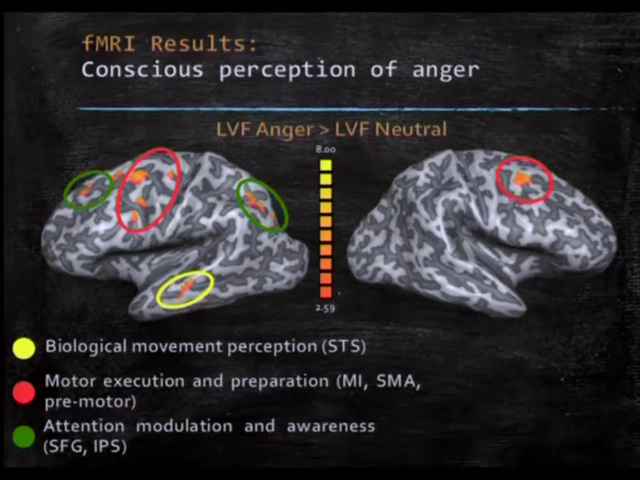 fMRI Results:
Conscious perception of anger
LVF Anger > LVF Neutral
8.00
2.59
Biological movement perception (STS)
Motor execution and preparation (MI, SMA,
pre-motor)
Attention modulation and awareness
(SFG, IPS)